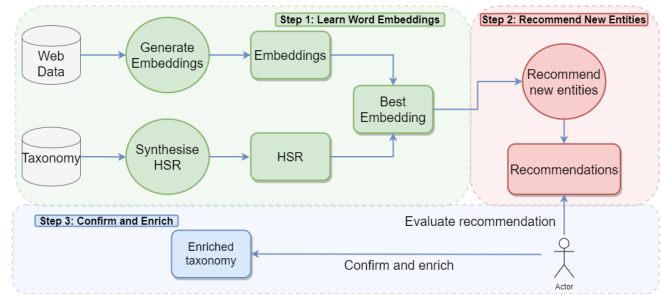 Step 1: Learn Word Embeddings
Step 2: Recommend New Entities
Web
Data
Generate
Embeddings
Embeddings
Best
Embedding
Recommend
new entities
Taxonomy
Synthesise
HSR
HSR
Recommendations
Step 3: Confirm and Enrich
Evaluate recommendation
Enriched
taxonomy
Confirm and enrich
Actor